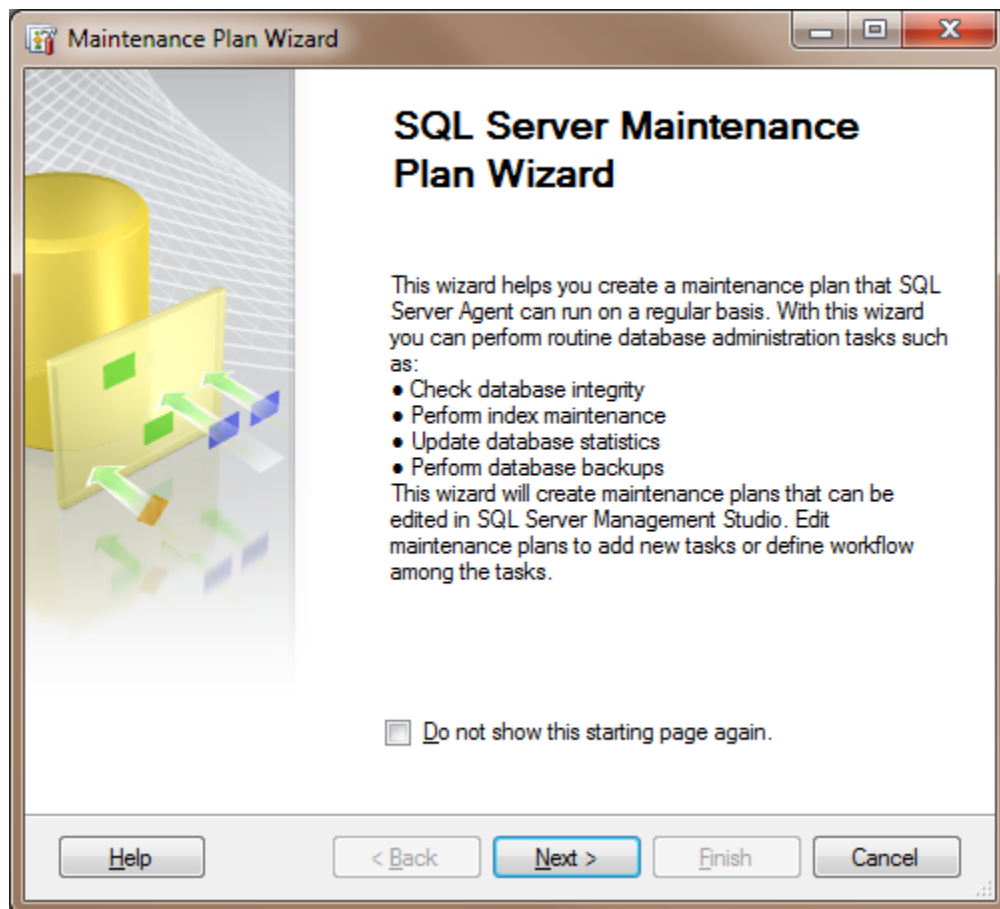 Maintenance Plan Wizard
SQL Server Maintenance
Plan Wizard
This wizard helps you create a maintenance plan that SQL
Server Agent can run on a regular basis. With this wizard
you can perform routine database administration tasks such
as:
● Check database integrity
● Perform index maintenance
● Update database statistics
● Perform database backups
This wizard will create maintenance plans that can be
edited in SQL Server Management Studio. Edit
maintenance plans to add new tasks or define workflow
among the tasks.
Do not show this starting page again.
Help < Back Next > Finish Cancel